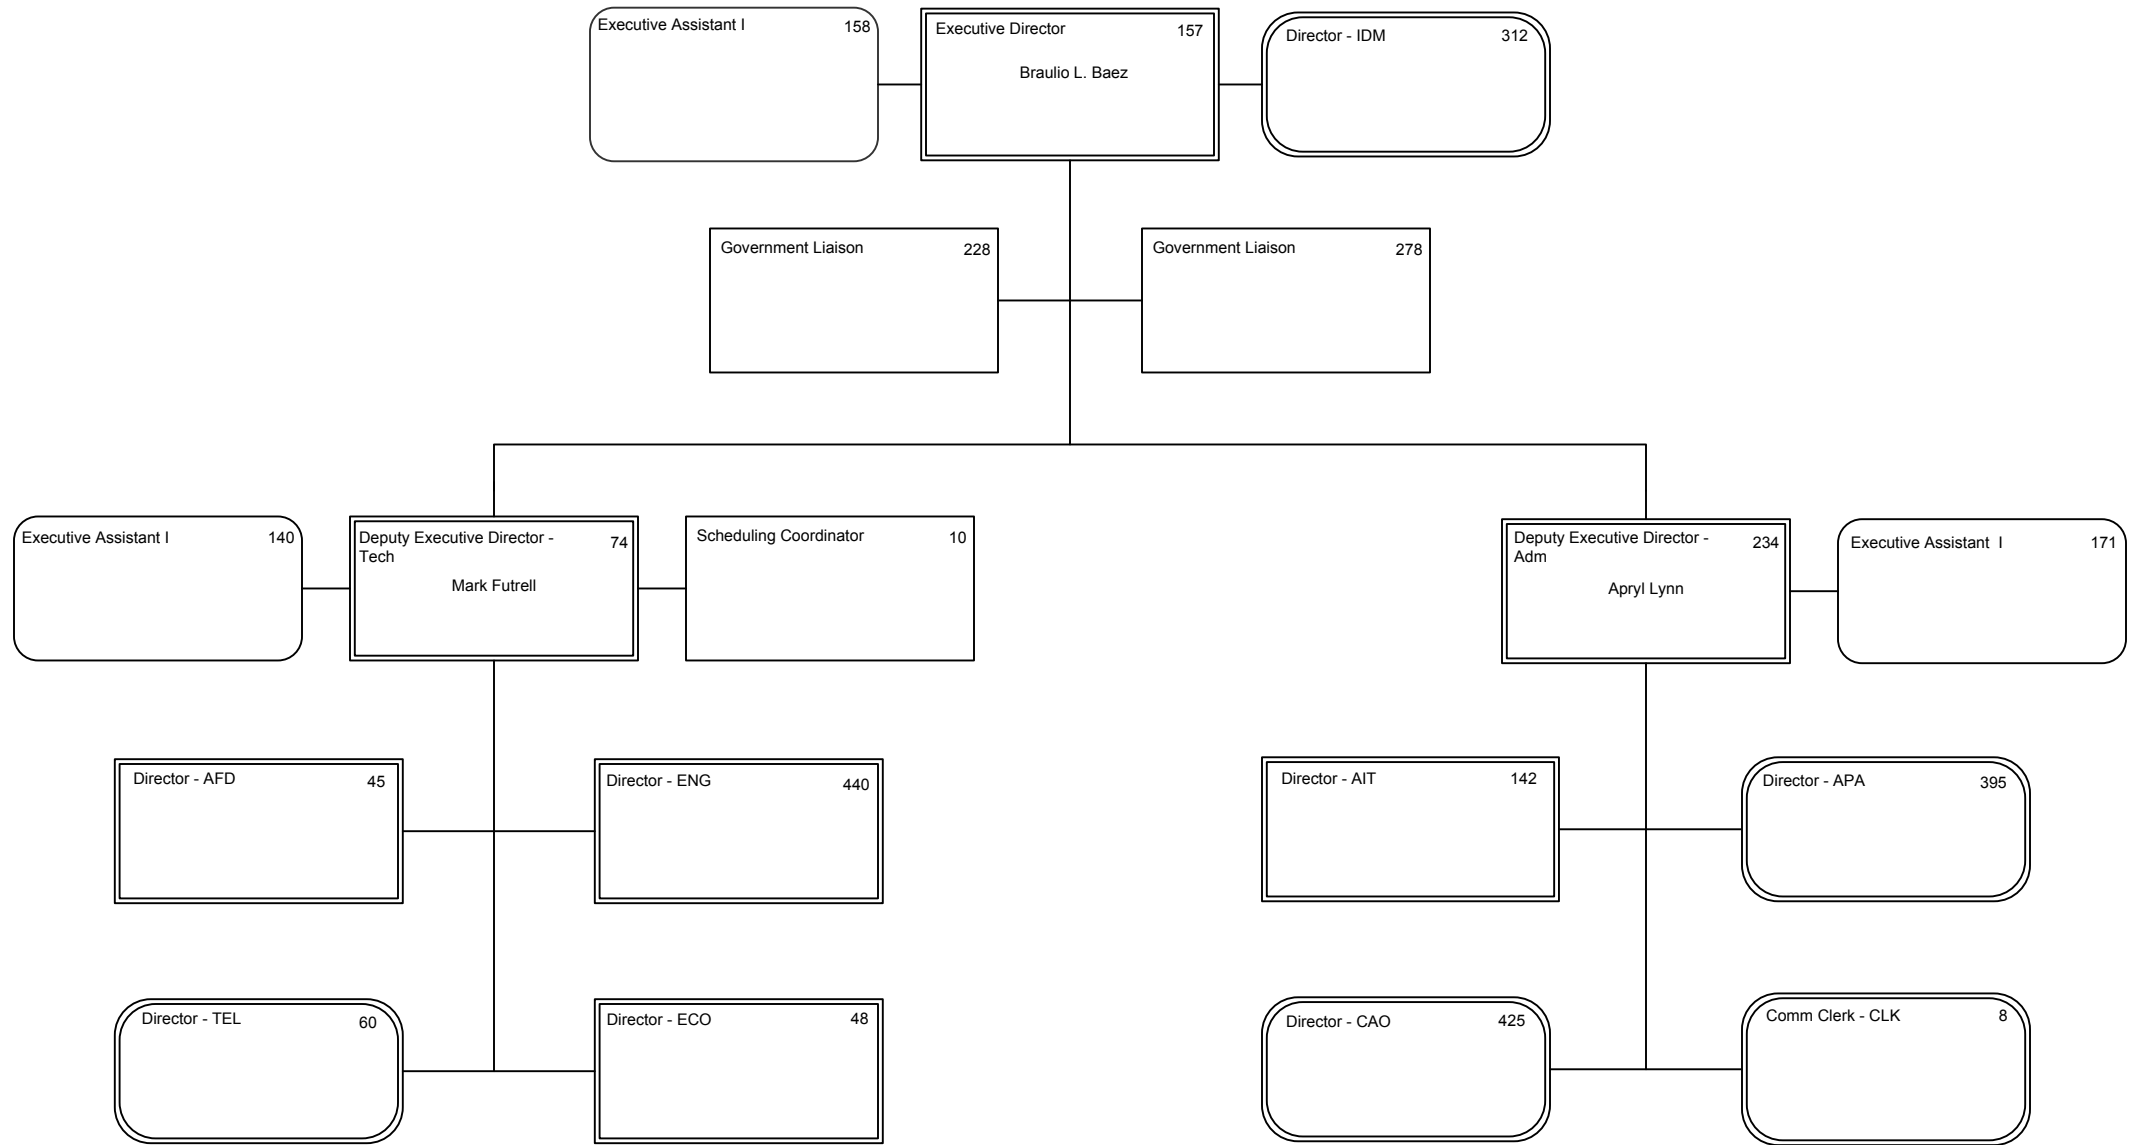 Executive Assistant I 158
Executive Director 157
Braulio L. Baez
Director - IDM 312
Government Liaison 228
Government Liaison 278
Executive Assistant I 140
Deputy Executive Director - 74
Tech
Mark Futrell
Scheduling Coordinator 10
Deputy Executive Director - 234
Adm
Apryl Lynn
Executive Assistant I 171
Director - AFD 45
Director - ENG 440
Director - AIT 142
Director - APA 395
Director - TEL 60
Director - ECO 48
Director - CAO 425
Comm Clerk - CLK 8